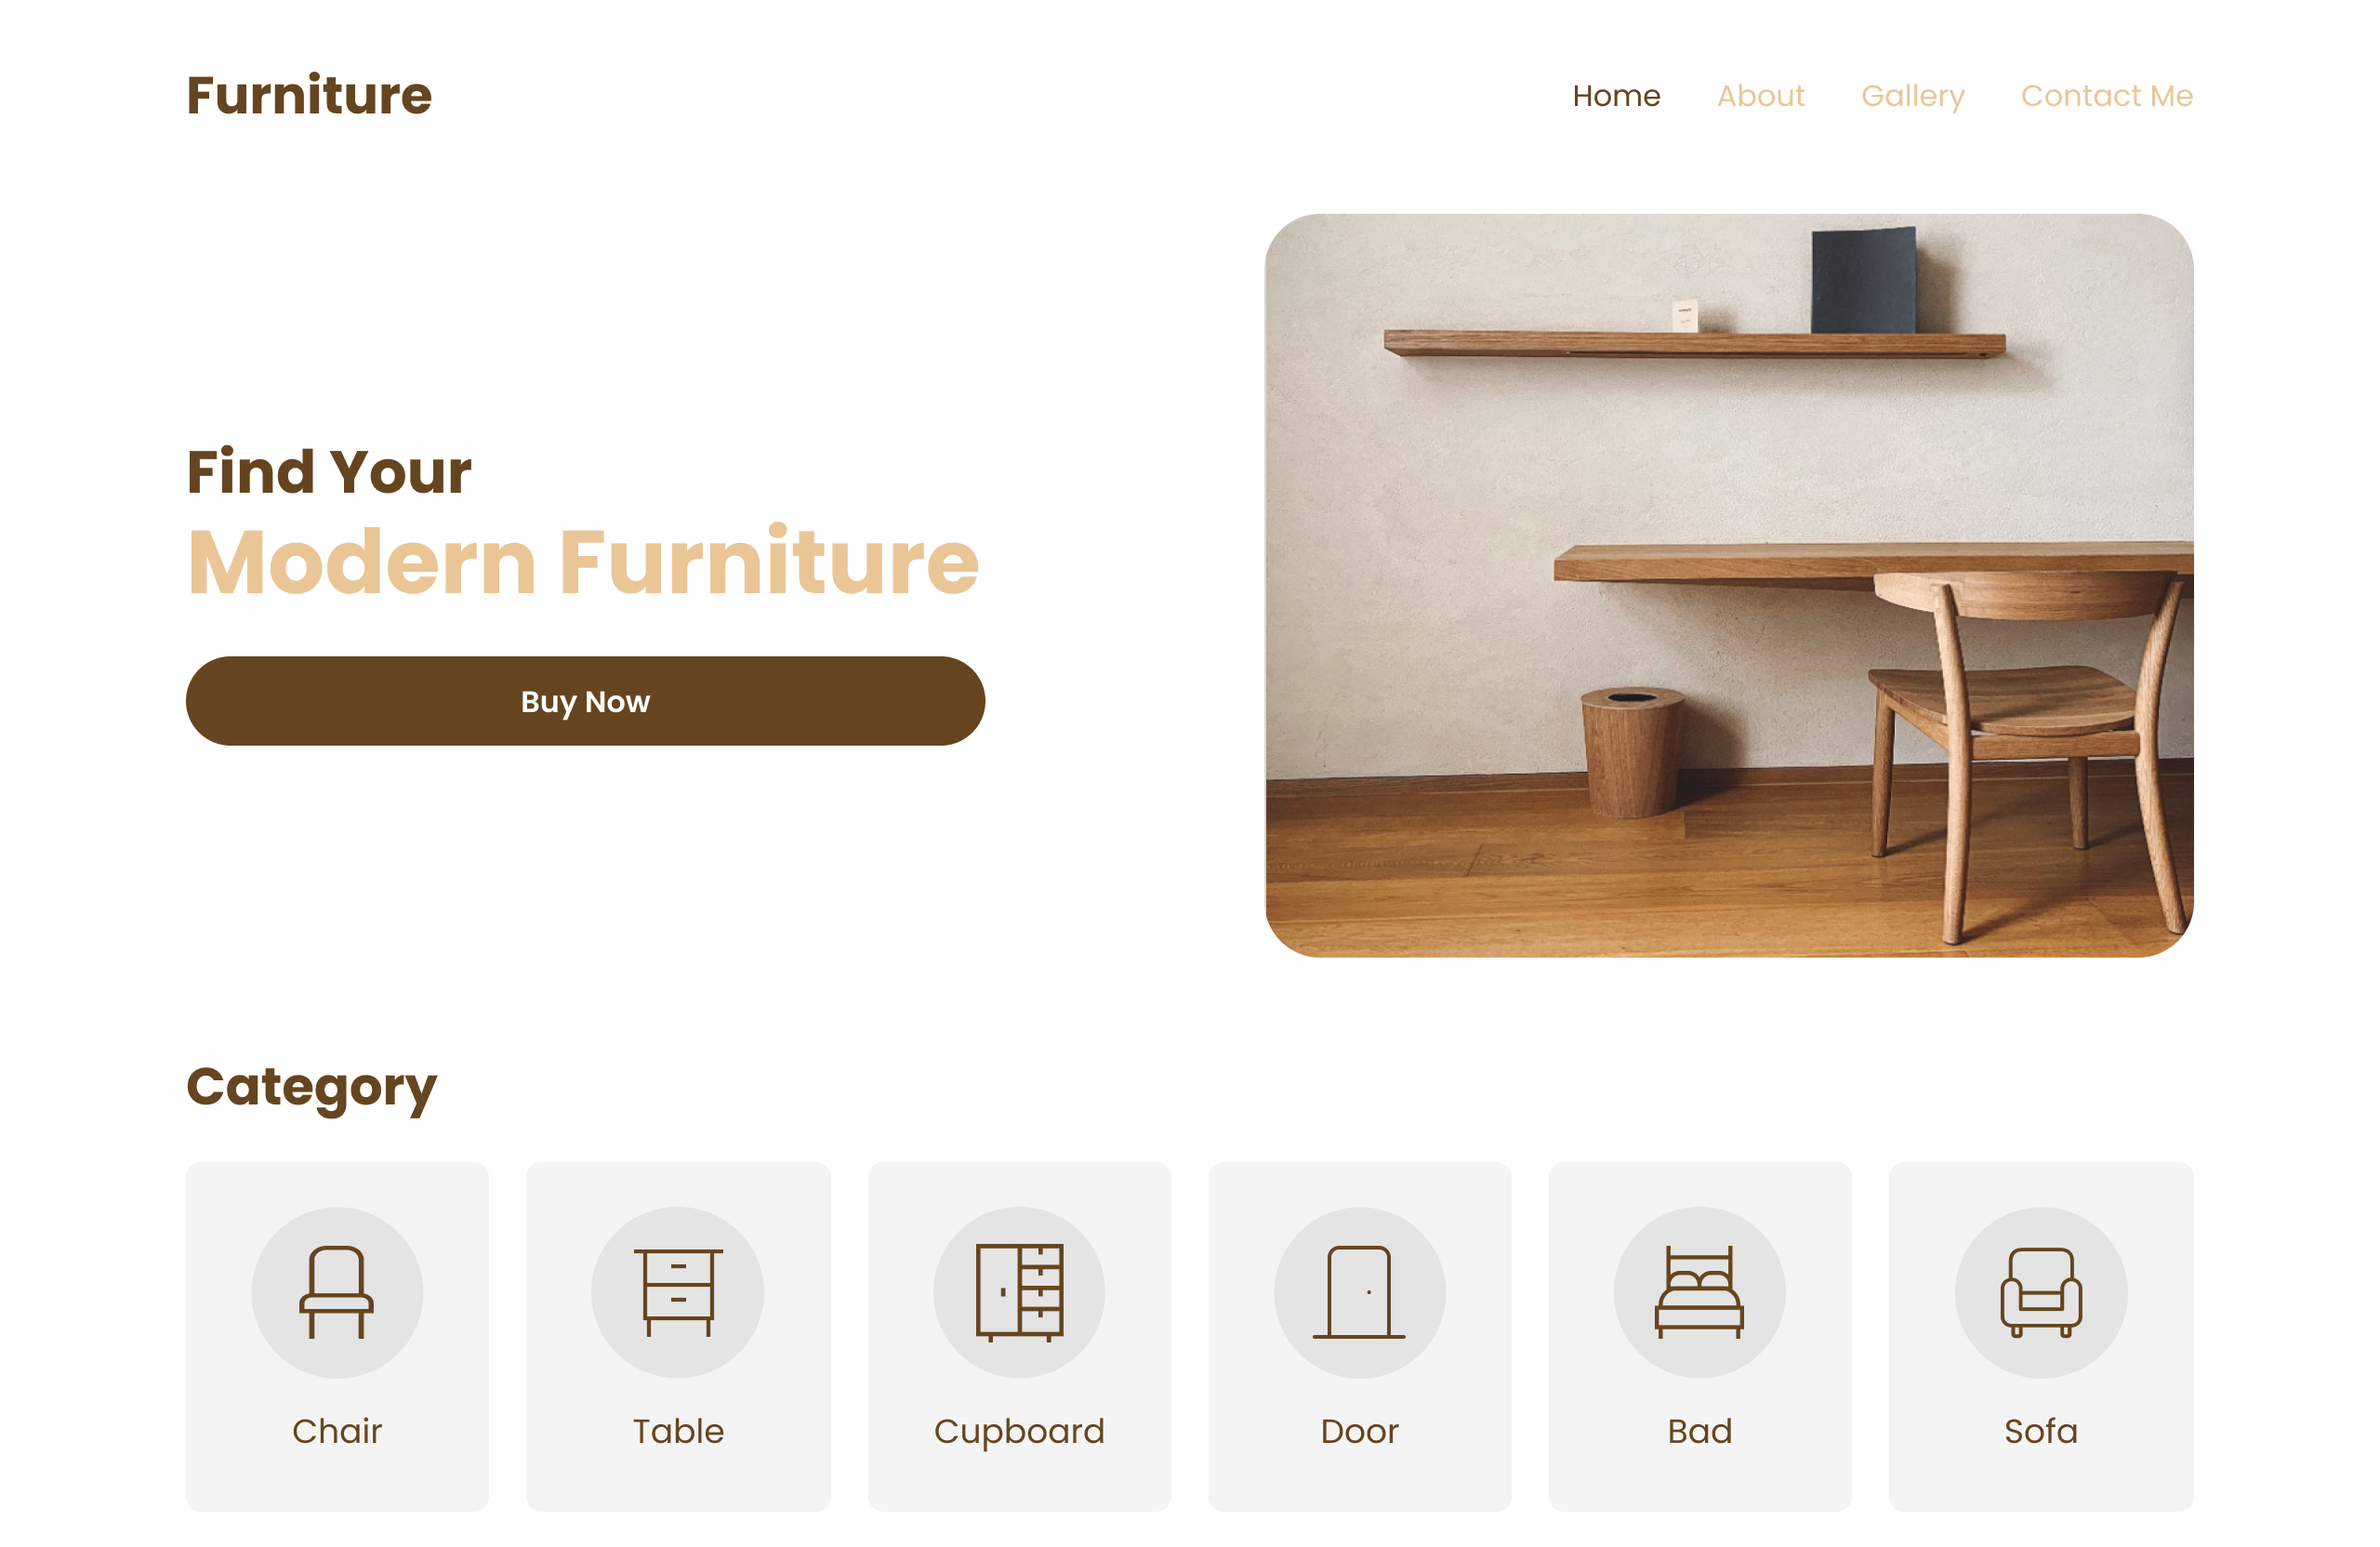 Furniture
Home About Gallery Contact Me
Find Your
Modern Furniture
Buy Now
Category
Chair
Table
Cupboard
Door
Bad
Sofa